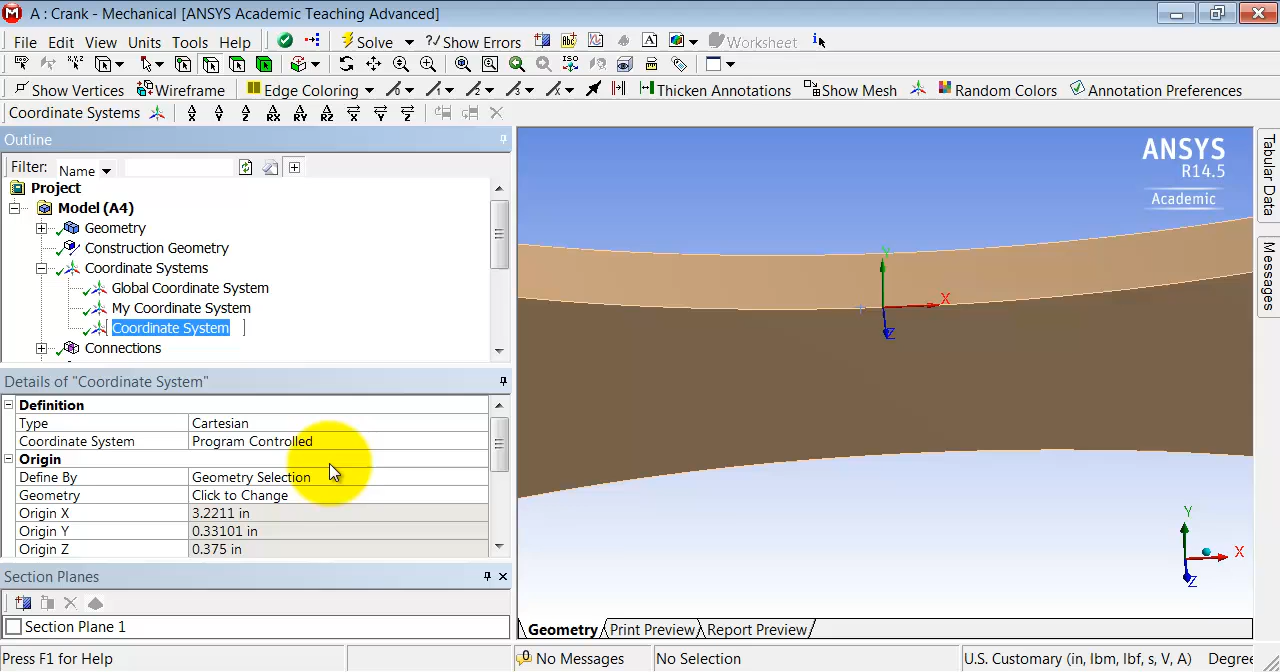 A : Crank - Mechanical [ANSYS Academic Teaching Advanced]
File Edit View Units Tools Help Solve Show Errors Worksheet
Show Vertices Wireframe Edge Coloring Thicken Annotations Show Mesh Random Colors Annotation Preferences
Coordinate Systems RX RY RZ
Outline
Filter: Name
Project
Model (A4)
Geometry
Construction Geometry
Coordinate Systems
Global Coordinate System
My Coordinate System
Coordinate System
Connections
Details of "Coordinate System"
Definition
Type Cartesian
Coordinate System Program Controlled
Origin
Define By Geometry Selection
Geometry Click to Change
Origin X 3.2211 in
Origin Y 0.33101 in
Origin Z 0.375 in
Section Planes
Section Plane 1
ANSYS
R14.5
Academic
Y
X
Z
Y
X
Z
Geometry Print Preview Report Preview
Tabular Data
Messages
Press F1 for Help No Messages No Selection U.S. Customary (in, lbm, lbf, s, V, A) Degree